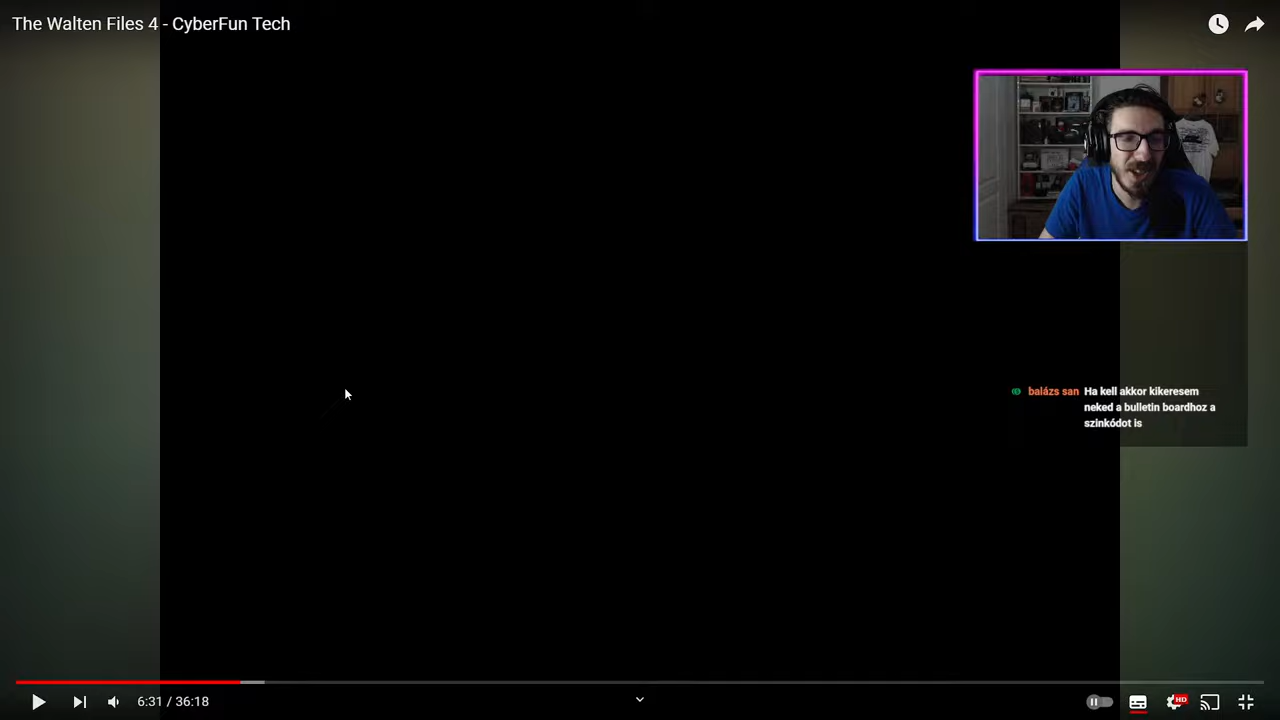 The Walten Files 4 - CyberFun Tech
balázs san Ha kell akkor kikeresem
neked a bulletin boardhoz a
szinkódot is
6:31 / 36:18
HD